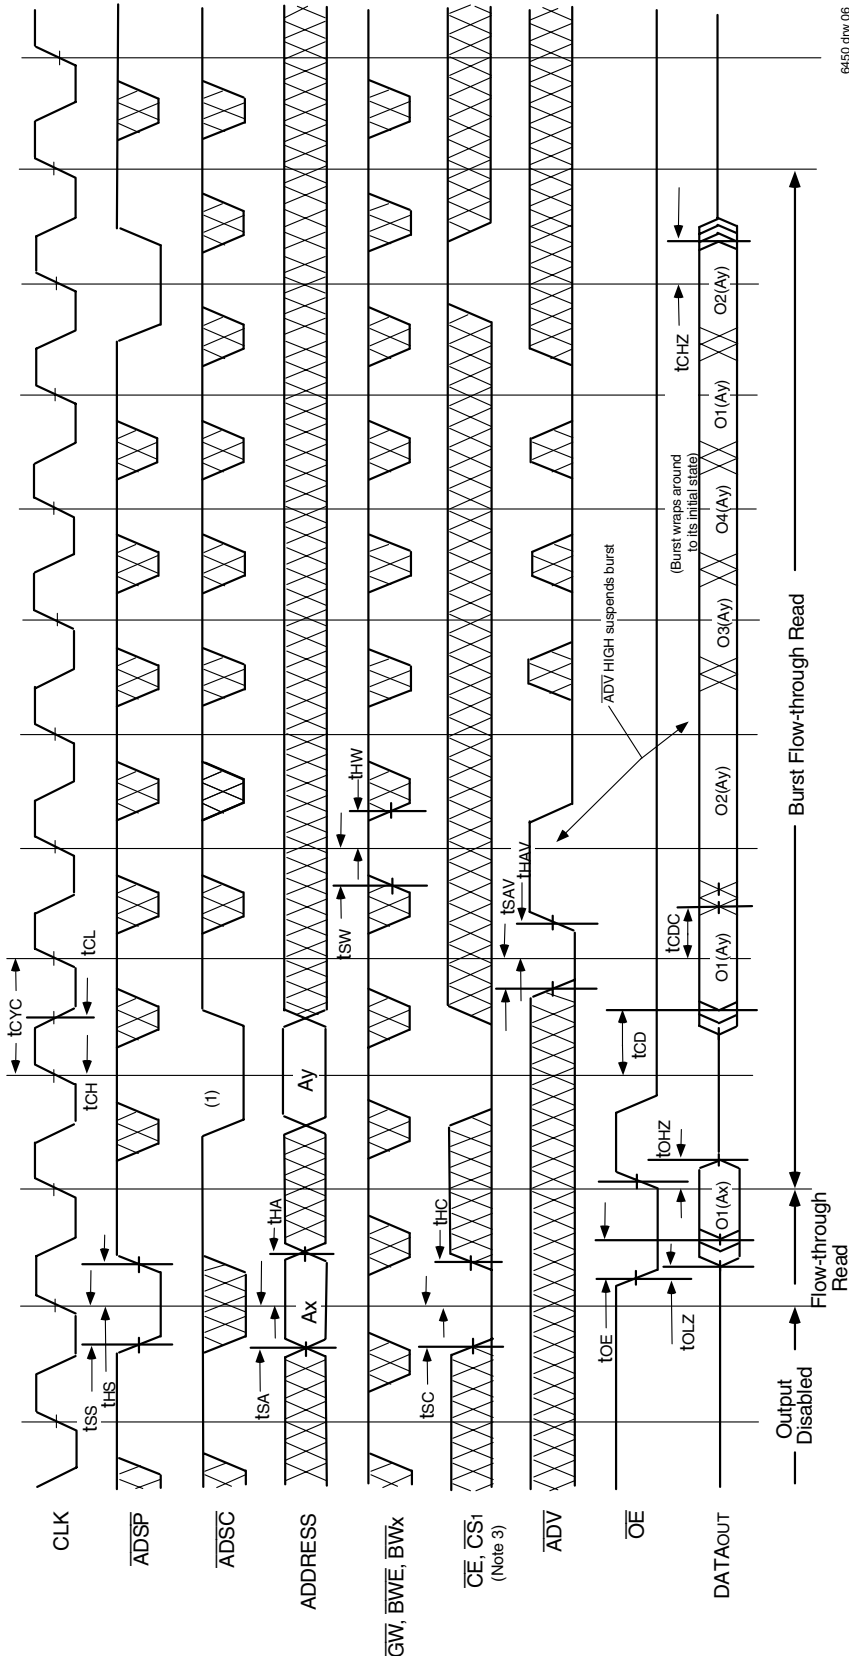 6450 drw 06
CLK
tCYC
tCH
tCL
ADSP
tSS
tHS
ADSC
(1)
ADDRESS
tSA
tHA
Ax
Ay
GW, BWE, BWx
tSW
tHW
CE, CS1
(Note 3)
tSC
tHC
ADV
tSAV
tHAV
ADV HIGH suspends burst
OE
tOE
tOHZ
tCD
tOLZ
tCDC
(Burst wraps around
to its initial state)
tCHZ
DATAOUT
O1(Ax)
O1(Ay)
O2(Ay)
O3(Ay)
O4(Ay)
O1(Ay)
O2(Ay)
Output
Disabled
Flow-through
Read
Burst Flow-through Read